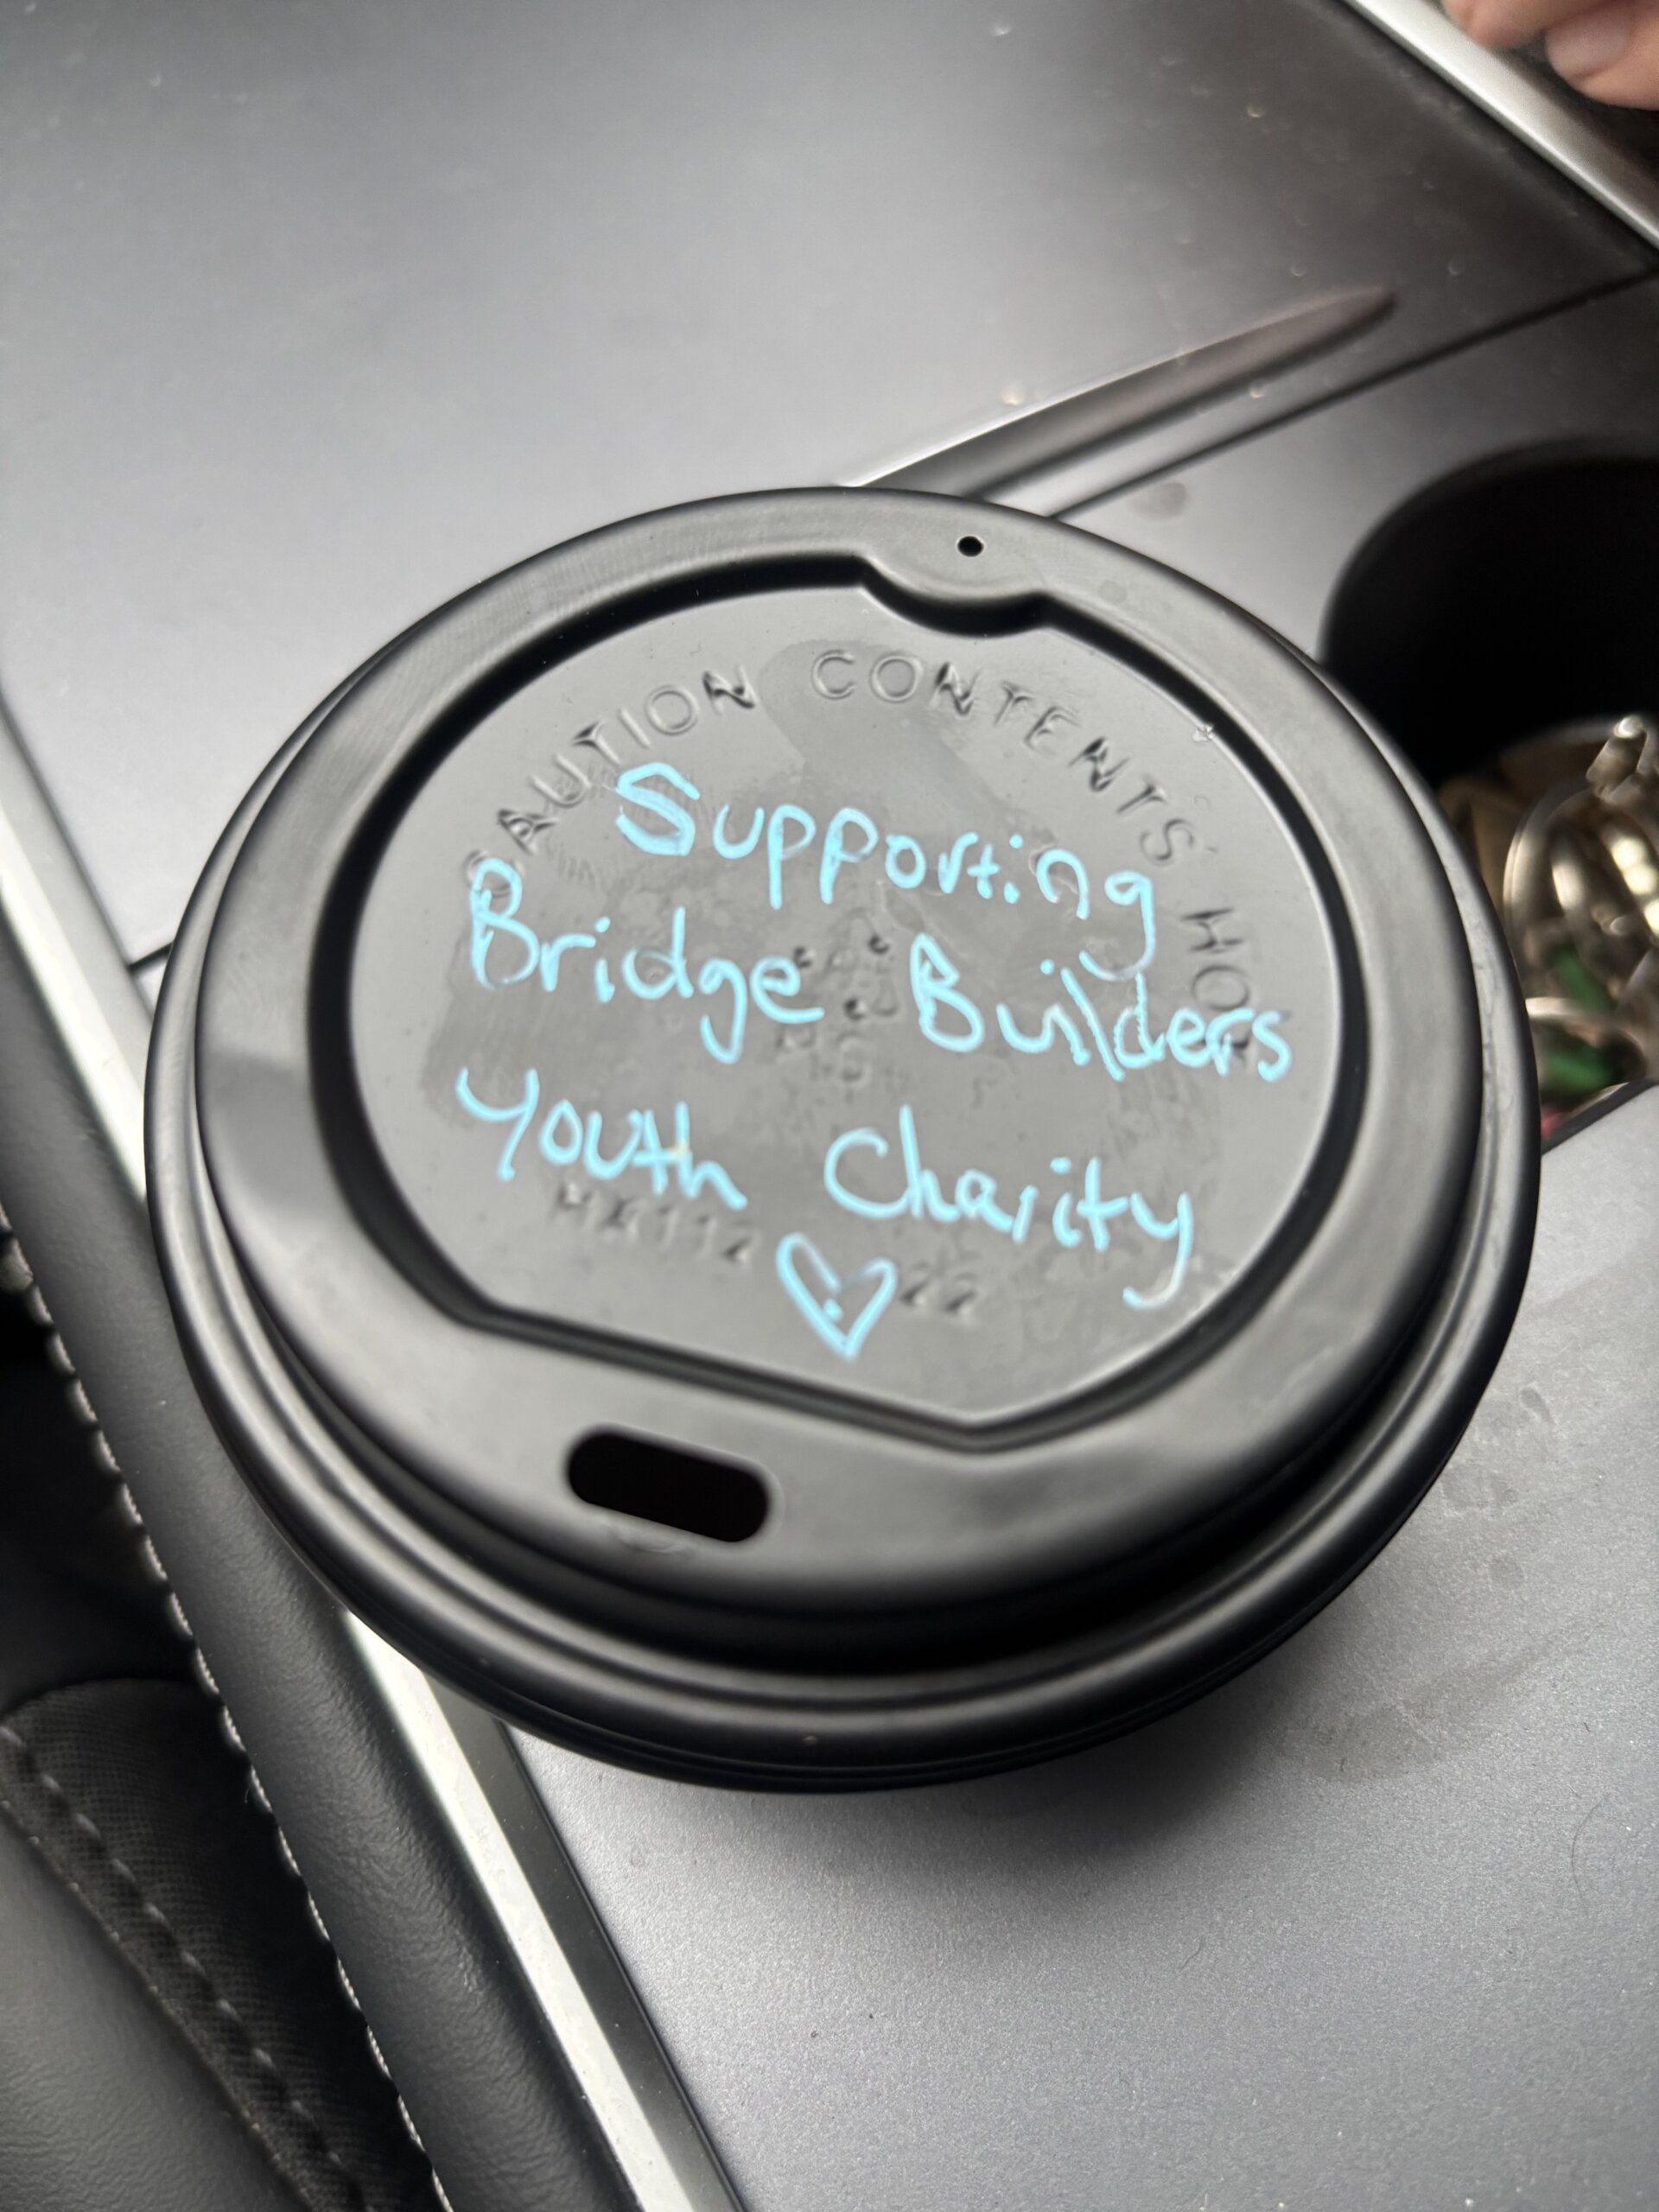 CAUTION CONTENTS HOT
Supporting
Bridge Builders
Youth Charity